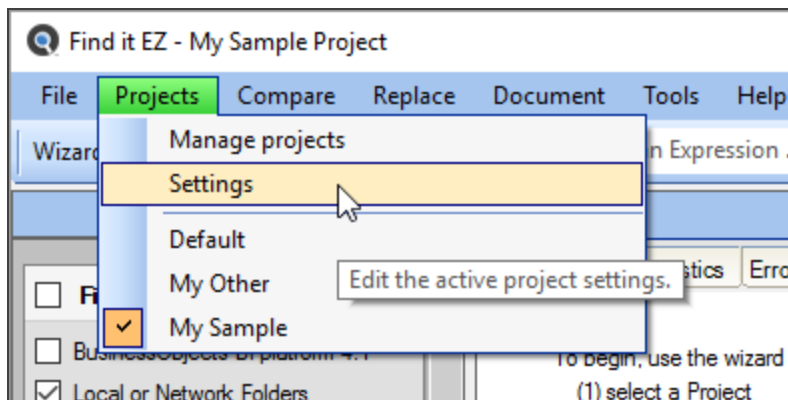 Find it EZ - My Sample Project
File Projects Compare Replace Document Tools Help
Manage projects
Settings
Default
My Other
My Sample
Edit the active project settings.
To begin, use the wizard
Local or Network Folders
(1) select a Project